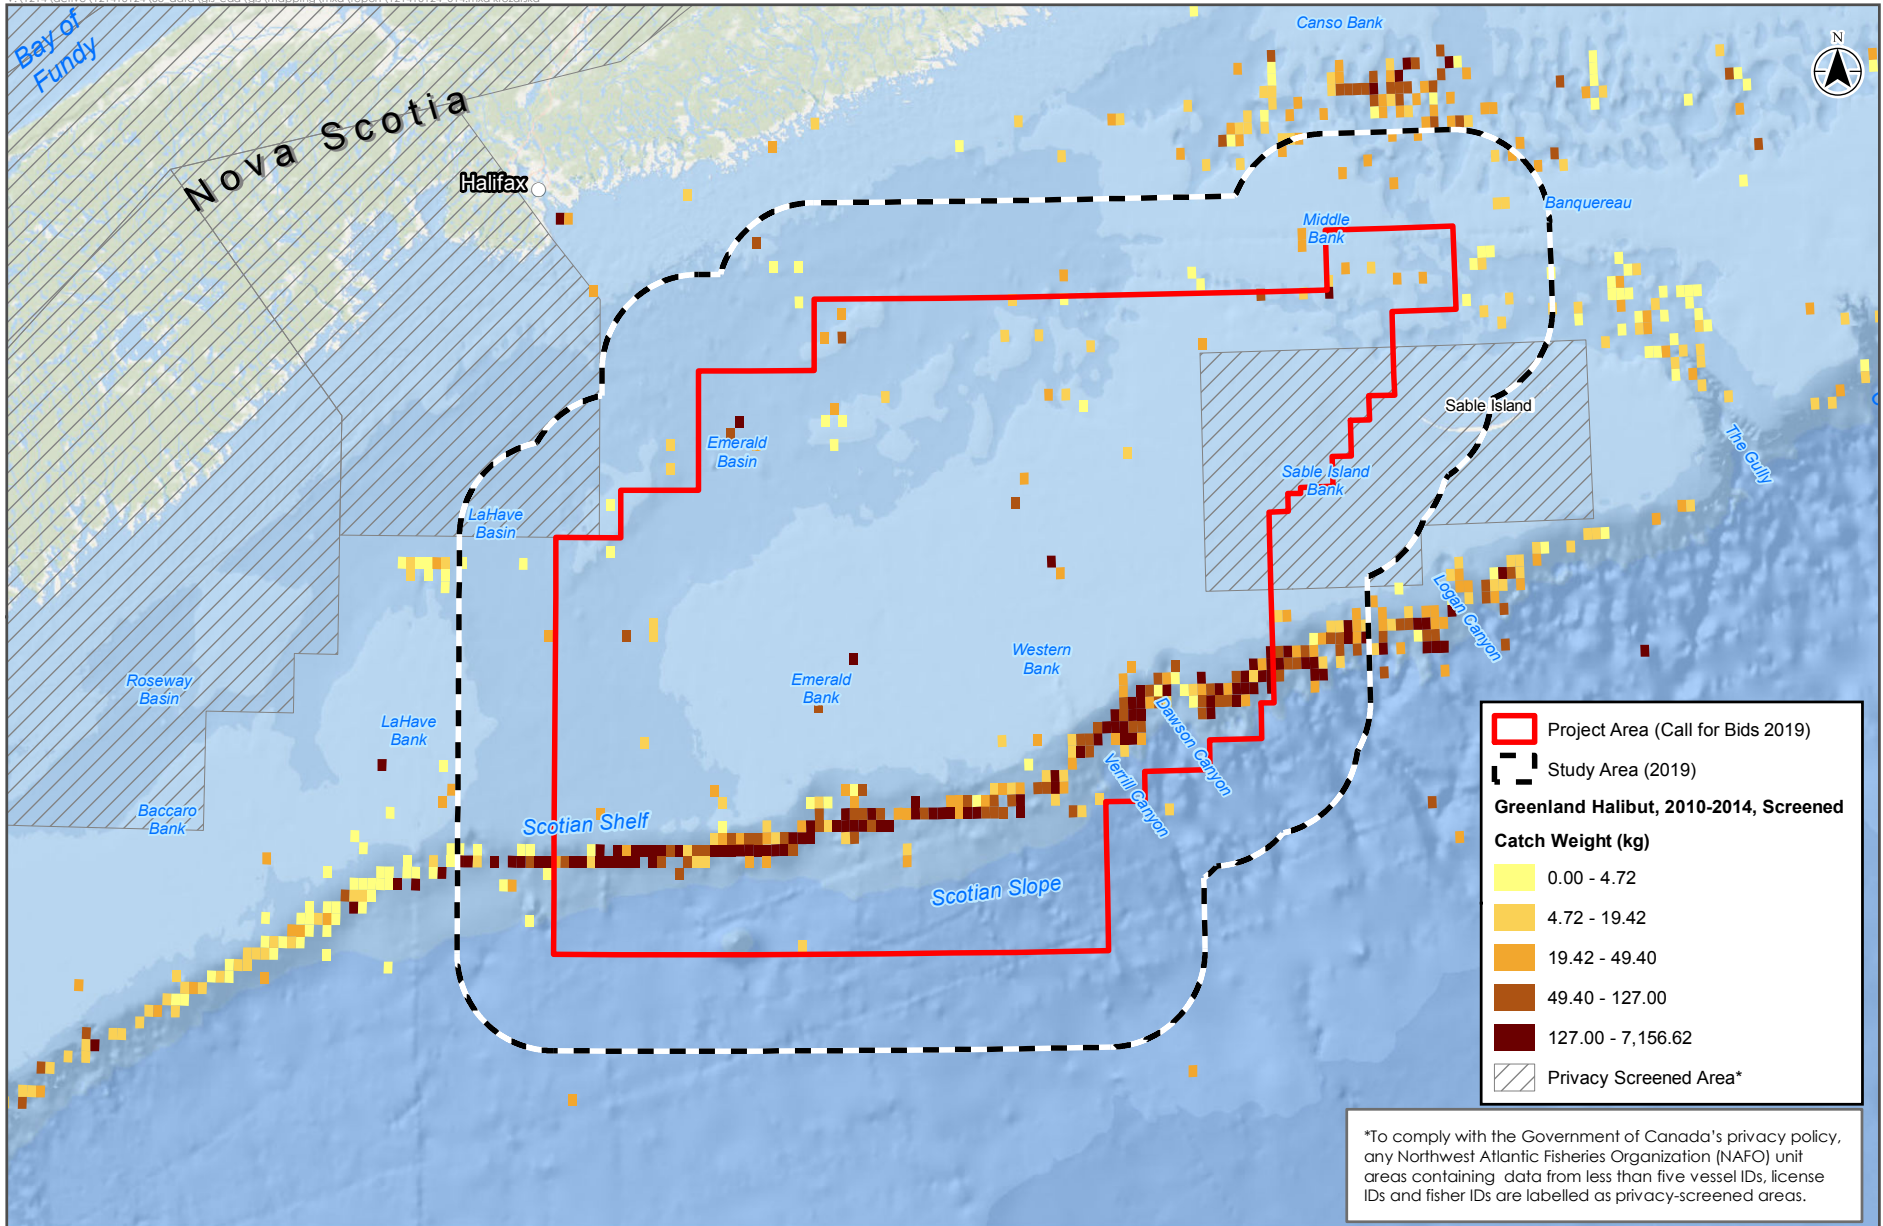 Bay of
Fundy
Nova Scotia
Halifax
Canso Bank
N
Banquereau
Middle
Bank
Sable Island
Sable Island
Bank
The Gully
Emerald
Basin
LaHave
Basin
Logan Canyon
Roseway
Basin
LaHave
Bank
Emerald
Bank
Western
Bank
Dawson Canyon
Verrill Canyon
Baccaro
Bank
Scotian Shelf
Scotian Slope
Project Area (Call for Bids 2019)
Study Area (2019)
Greenland Halibut, 2010-2014, Screened
Catch Weight (kg)
0.00 - 4.72
4.72 - 19.42
19.42 - 49.40
49.40 - 127.00
127.00 - 7,156.62
Privacy Screened Area*
*To comply with the Government of Canada's privacy policy,
any Northwest Atlantic Fisheries Organization (NAFO) unit
areas containing data from less than five vessel IDs, license
IDs and fisher IDs are labelled as privacy-screened areas.